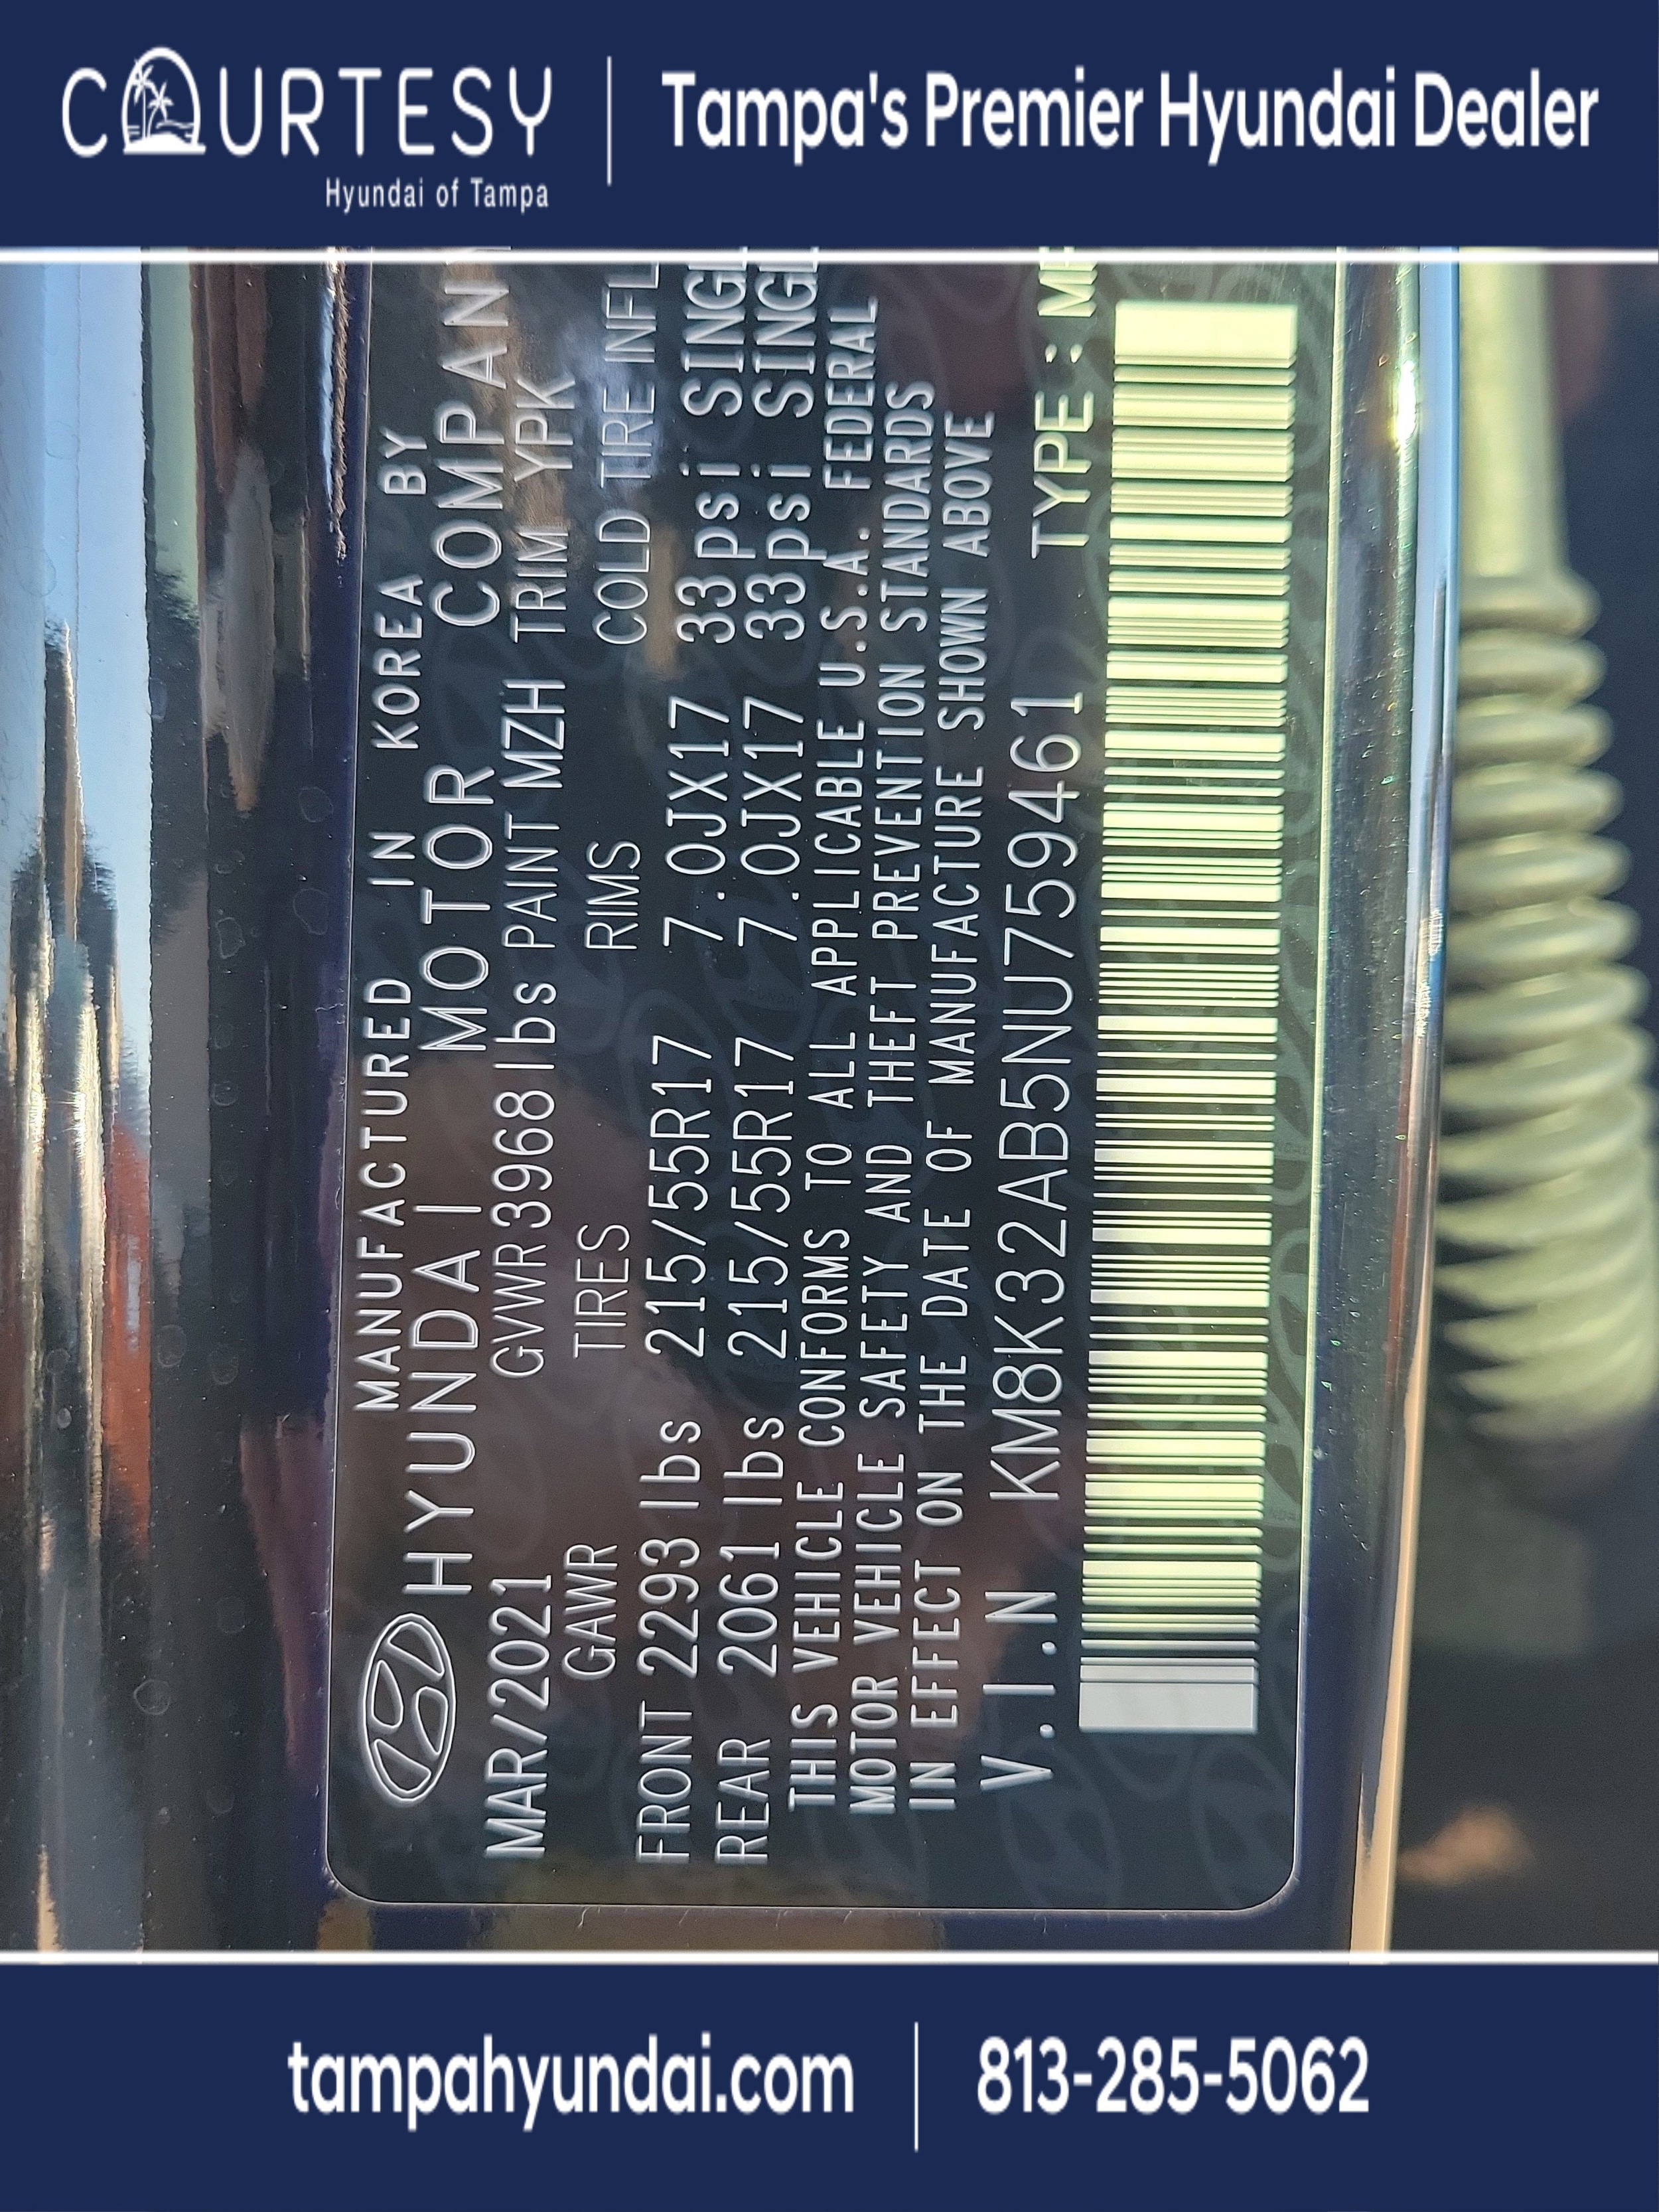 COURTESY
Hyundai of Tampa
Tampa's Premier Hyundai Dealer
MANUFACTURED IN KOREA BY
HYUNDAI MOTOR COMPAN
MAR/2021 GVWR3968lbs PAINT MZH TRIM YPK
GAWR TIRES RIMS COLD TIRE INFL
FRONT 2293 lbs 215/55R17 7.0JX17 33psi SINGL
REAR 2061 lbs 215/55R17 7.0JX17 33psi SINGL
THIS VEHICLE CONFORMS TO ALL APPLICABLE U.S.A. FEDERAL
MOTOR VEHICLE SAFETY AND THEFT PREVENTION STANDARDS
IN EFFECT ON THE DATE OF MANUFACTURE SHOWN ABOVE
V.I.N KM8K32AB5NU759461 TYPE:
tampahyundai.com
813-285-5062